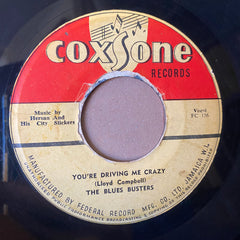 COXSONE
RECORDS
Music by
Hersan And
His City Slickers
Vocal
FC 136
YOU'RE DRIVING ME CRAZY
(Lloyd Campbell)
THE BLUES BUSTERS
MANUFACTURED BY FEDERAL RECORD MFG. CO. LTD. JAMAICA W.I.